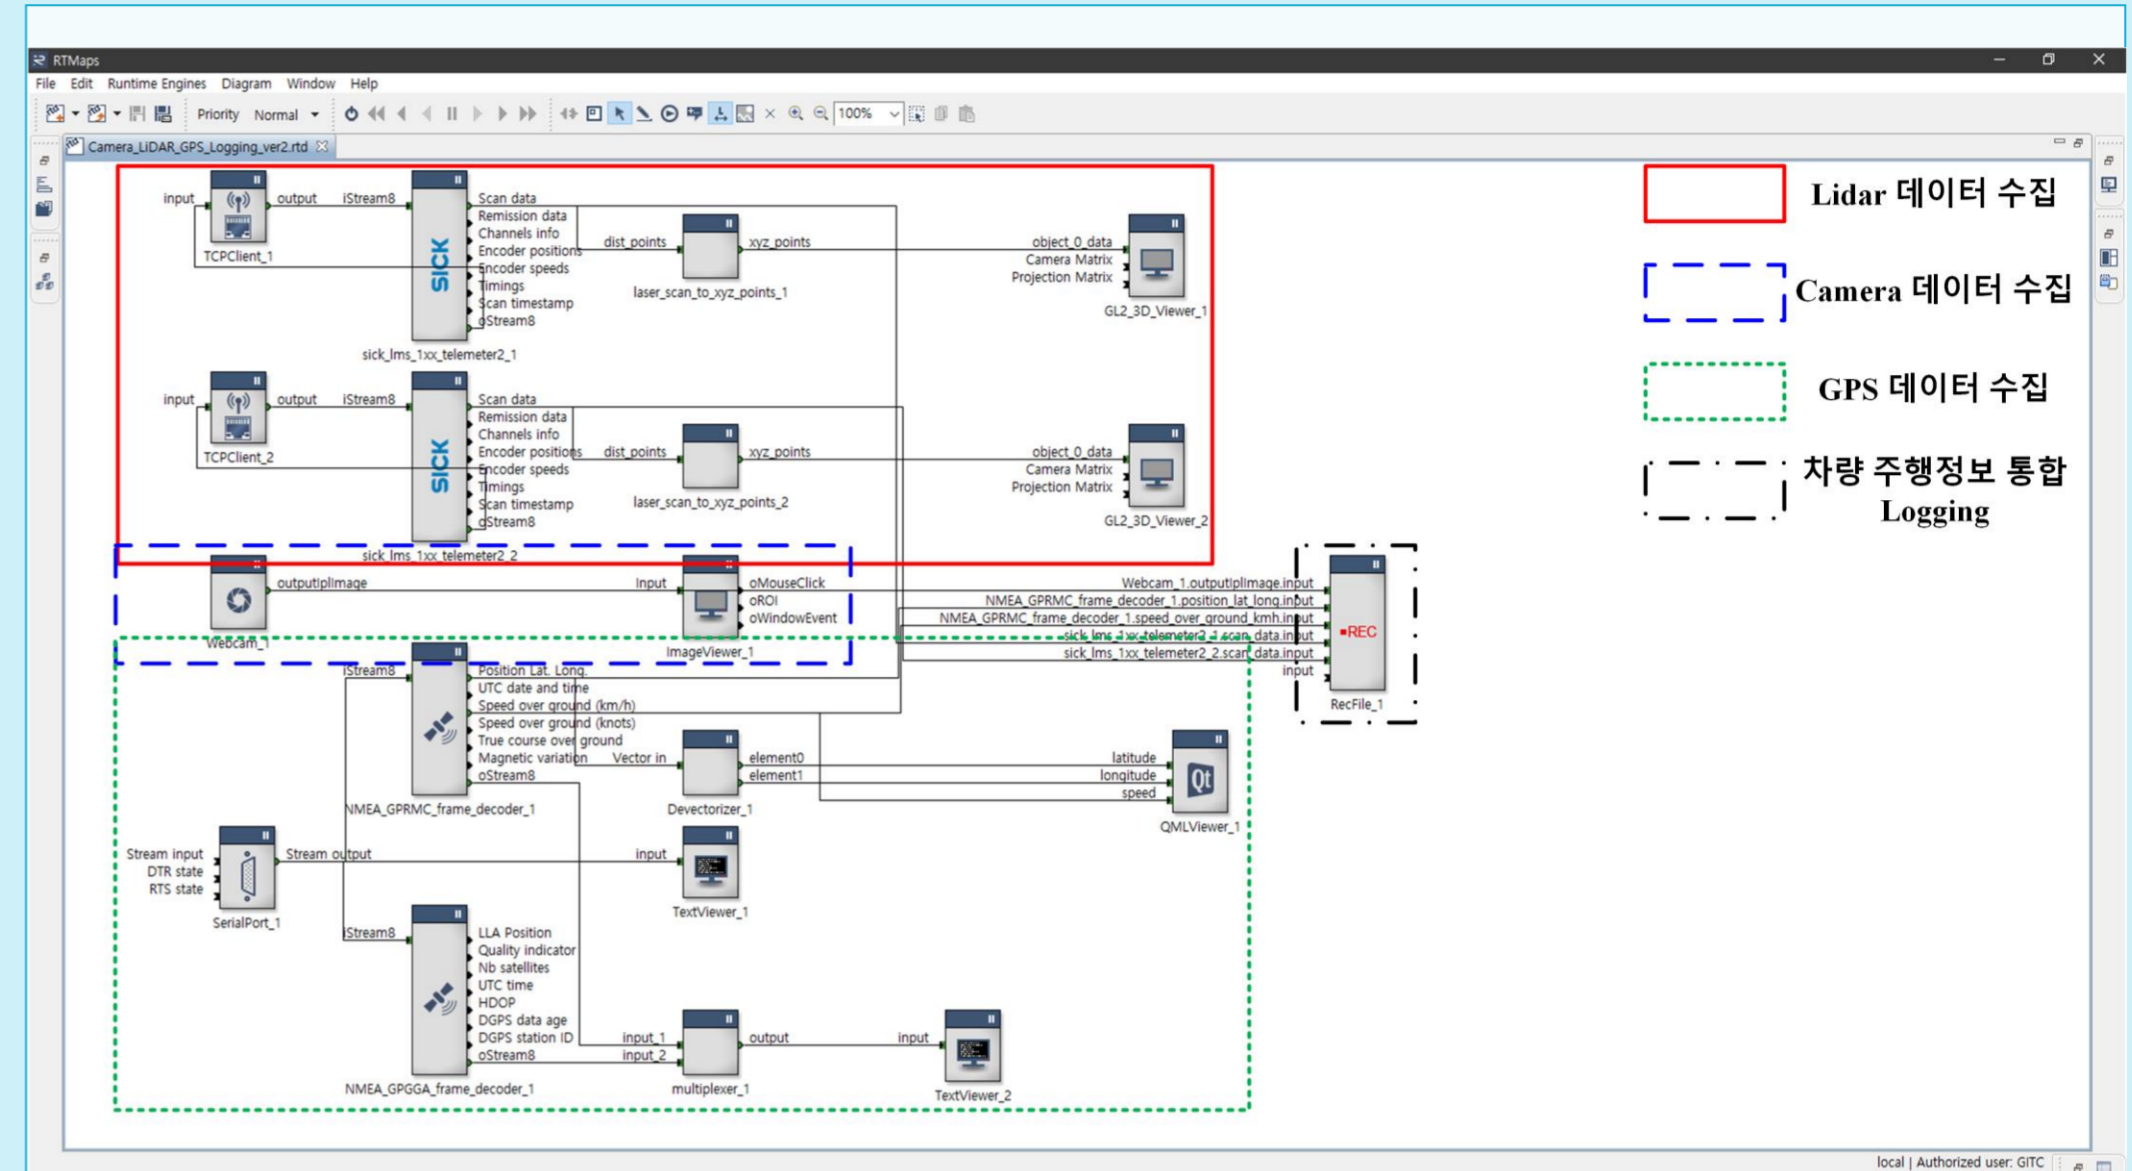 RTMaps
File Edit Runtime Engines Diagram Window Help
Priority Normal 100%
Camera_LiDAR_GPS_Logging_ver2.rtd
input
output
TCPClient_1
iStream8
SICK
Scan data
Remission data
Channels info
Encoder positions
Encoder speeds
Timings
Scan timestamp
oStream8
sick_lms_1xx_telemeter2_1
dist_points
xyz_points
laser_scan_to_xyz_points_1
object_0_data
Camera Matrix
Projection Matrix
GL2_3D_Viewer_1
input
output
TCPClient_2
iStream8
SICK
Scan data
Remission data
Channels info
Encoder positions
Encoder speeds
Timings
Scan timestamp
oStream8
sick_lms_1xx_telemeter2_2
dist_points
xyz_points
laser_scan_to_xyz_points_2
object_0_data
Camera Matrix
Projection Matrix
GL2_3D_Viewer_2
outputIplImage
Webcam_1
Input
oMouseClick
oROI
oWindowEvent
ImageViewer_1
Webcam_1.outputIplImage.input
NMEA_GPRMC_frame_decoder_1.position_lat_long.input
NMEA_GPRMC_frame_decoder_1.speed_over_ground_kmh.input
sick_lms_1xx_telemeter2_1.scan_data.input
sick_lms_1xx_telemeter2_2.scan_data.input
input
REC
RecFile_1
iStream8
Position Lat. Long.
UTC date and time
Speed over ground (km/h)
Speed over ground (knots)
True course over ground
Magnetic variation
oStream8
NMEA_GPRMC_frame_decoder_1
Vector in
element0
element1
Devectorizer_1
latitude
longitude
speed
Qt
QMLViewer_1
Stream input
DTR state
RTS state
Stream output
SerialPort_1
input
TextViewer_1
iStream8
LLA Position
Quality indicator
Nb satellites
UTC time
HDOP
DGPS data age
DGPS station ID
oStream8
NMEA_GPGGA_frame_decoder_1
input_1
input_2
output
multiplexer_1
input
TextViewer_2
Lidar 데이터 수집
Camera 데이터 수집
GPS 데이터 수집
차량 주행정보 통합
Logging
local | Authorized user: GITC